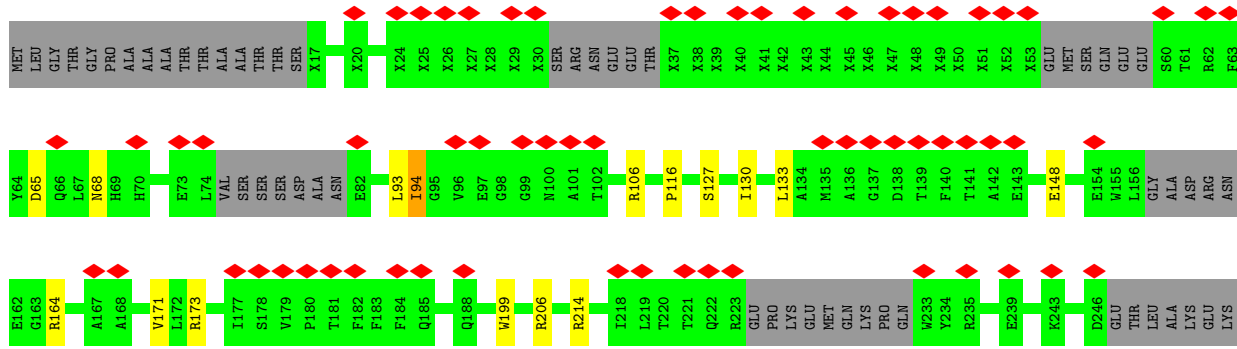 MET LEU GLY THR GLY PRO ALA ALA ALA THR THR ALA ALA THR THR SER X17 X20 X24 X25 X26 X27 X28 X29 X30 SER ARG ASN GLU GLU THR X37 X38 X39 X40 X41 X42 X43 X44 X45 X46 X47 X48 X49 X50 X51 X52 X53 GLU MET SER GLN GLU GLU S60 T61 R62 F63
Y64 D65 Q66 L67 N68 H69 H70 E73 L74 VAL SER SER SER ASP ALA ASN E82 L93 I94 G95 V96 E97 G98 G99 N100 A101 T102 R106 P116 S127 I130 L133 A134 M135 A136 G137 D138 T139 F140 T141 A142 E143 E148 E154 W155 L156 GLY ALA ASP ARG ASN
E162 G163 R164 A167 A168 V171 L172 R173 I177 S178 V179 P180 T181 F182 F183 F184 Q185 Q188 W199 R206 R214 I218 L219 T220 T221 Q222 R223 GLU PRO LYS GLU MET GLN LYS PRO GLN W233 Y234 R235 E239 K243 D246 GLU THR LEU ALA LYS GLU LYS